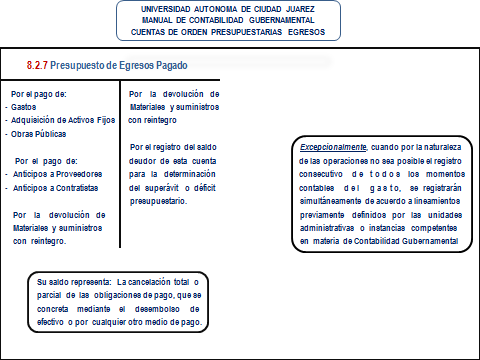 UNIVERSIDAD AUTONOMA DE CIUDAD JUAREZ
MANUAL DE CONTABILIDAD GUBERNAMENTAL
CUENTAS DE ORDEN PRESUPUESTARIAS EGRESOS
8.2.7 Presupuesto de Egresos Pagado
Por el pago de:
- Gastos
- Adquisición de Activos Fijos
- Obras Públicas
Por el pago de:
- Anticipos a Proveedores
- Anticipos a Contratistas
Por la devolución de
Materiales y suministros
con reintegro.
Por la devolución de
Materiales y suministros
con reintegro
Por el registro del saldo
deudor de esta cuenta
para la determinación
del superávit o déficit
presupuestario.
Excepcionalmente, cuando por la naturaleza
de las operaciones no sea posible el registro
consecutivo de todos los momentos
contables del gasto, se registrarán
simultáneamente de acuerdo a lineamientos
previamente definidos por las unidades
administrativas o instancias competentes
en materia de Contabilidad Gubernamental
Su saldo representa: La cancelación total o
parcial de las obligaciones de pago, que se
concreta mediante el desembolso de
efectivo o por cualquier otro medio de pago.